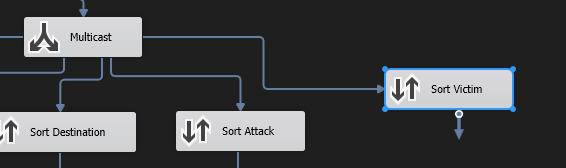 Multicast
Sort Victim
Sort Destination
Sort Attack